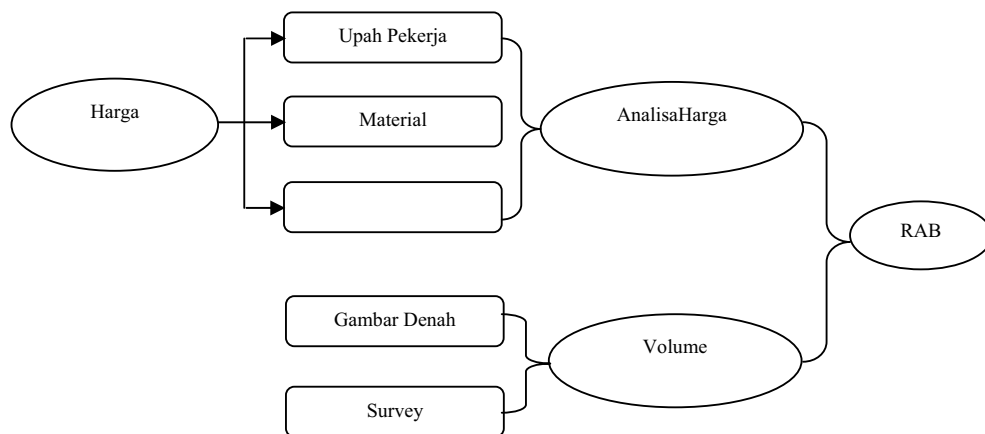 Upah Pekerja
Harga
Material
AnalisaHarga
RAB
Gambar Denah
Volume
Survey